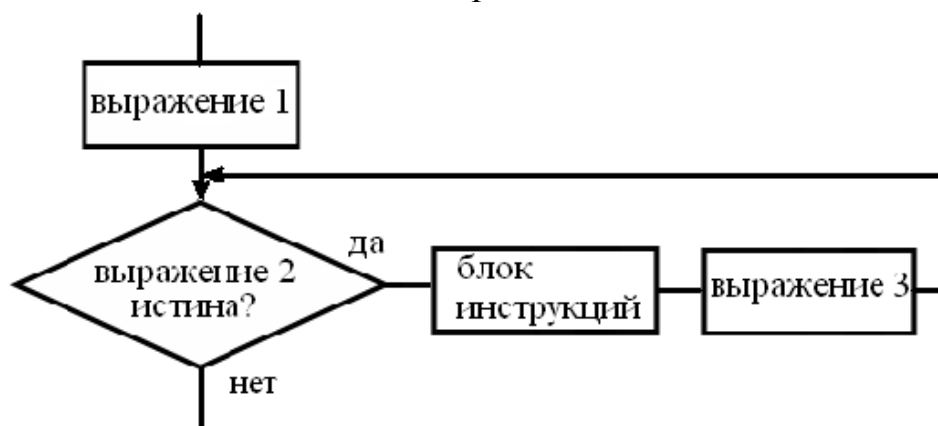 выражение 1
да
выражение 2
истина?
блок
инструкций
выражение 3
нет